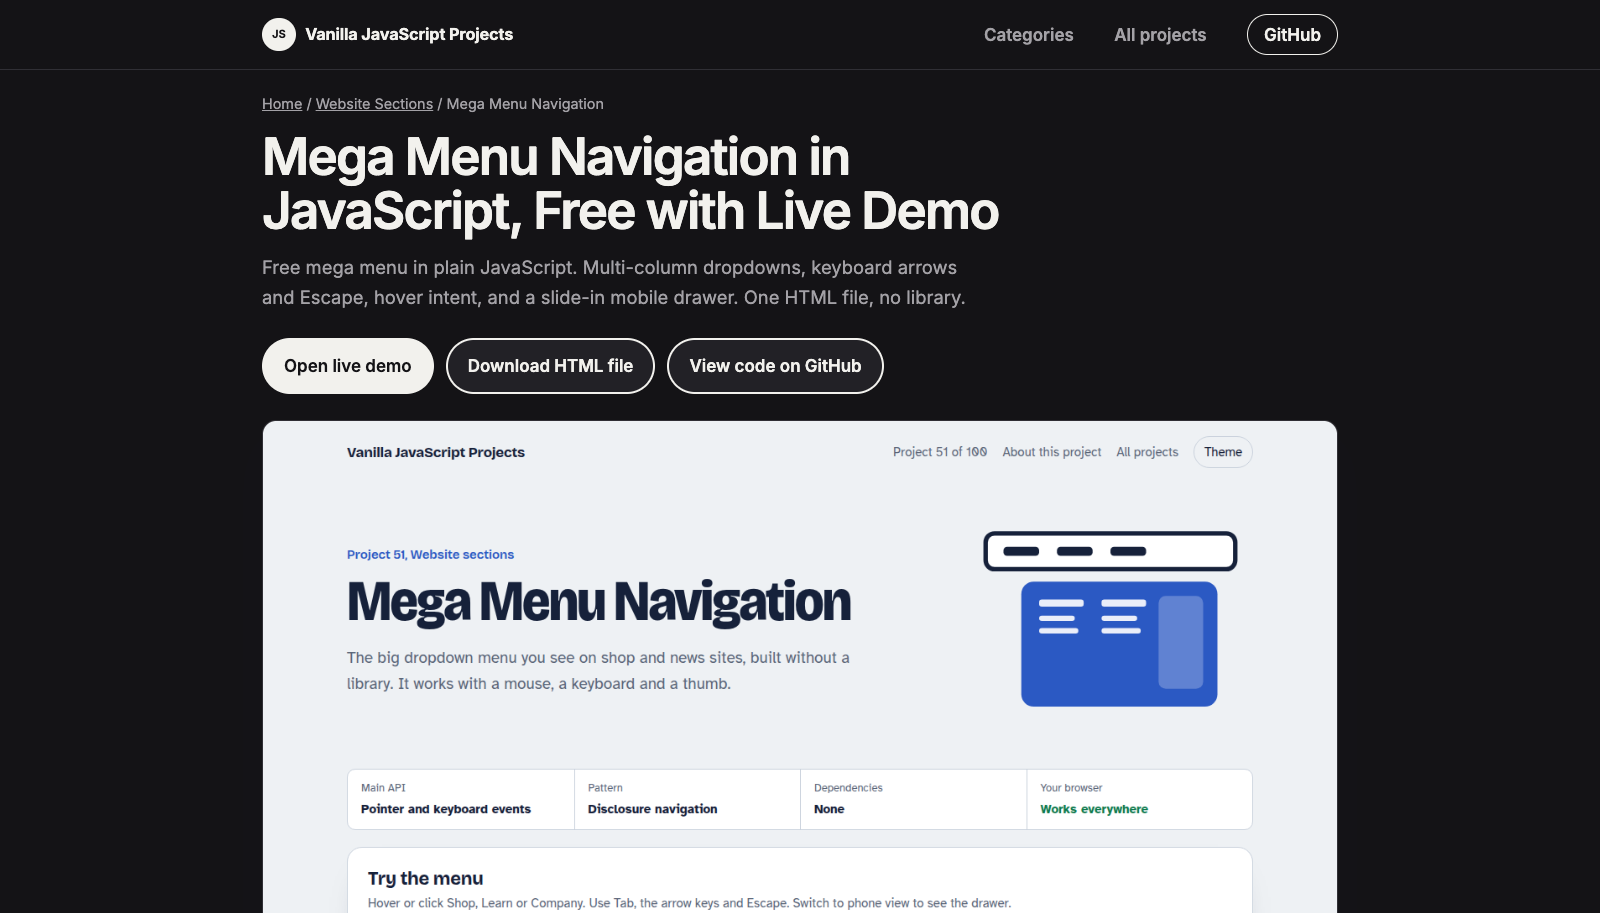 JS Vanilla JavaScript Projects Categories All projects GitHub
Home / Website Sections / Mega Menu Navigation
Mega Menu Navigation in
JavaScript, Free with Live Demo
Free mega menu in plain JavaScript. Multi-column dropdowns, keyboard arrows
and Escape, hover intent, and a slide-in mobile drawer. One HTML file, no library.
Open live demo Download HTML file View code on GitHub
Vanilla JavaScript Projects Project 51 of 100 About this project All projects Theme
Project 51, Website sections
Mega Menu Navigation
The big dropdown menu you see on shop and news sites, built without a
library. It works with a mouse, a keyboard and a thumb.
Main API Pattern Dependencies Your browser
Pointer and keyboard events Disclosure navigation None Works everywhere
Try the menu
Hover or click Shop, Learn or Company. Use Tab, the arrow keys and Escape. Switch to phone view to see the drawer.